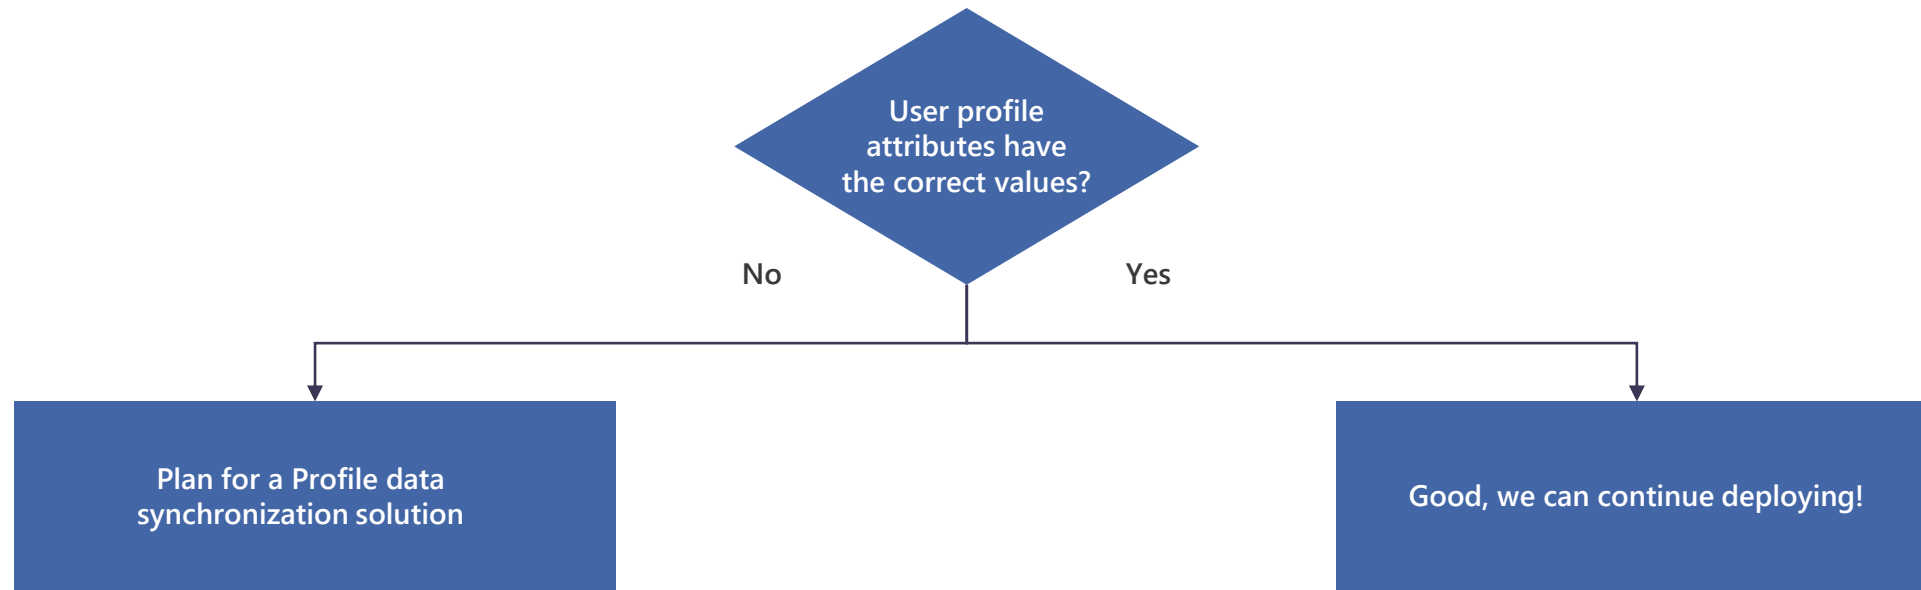 User profile
attributes have
the correct values?
No
Yes
Plan for a Profile data
synchronization solution
Good, we can continue deploying!